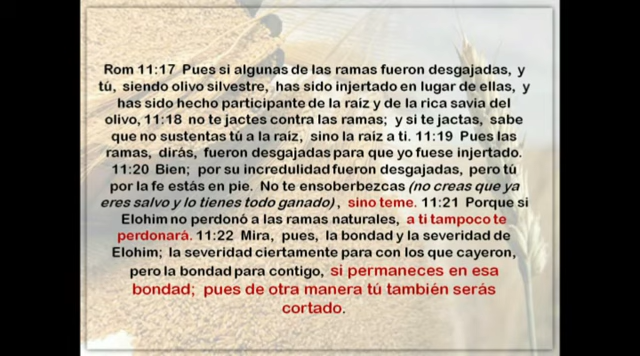 Rom 11:17 Pues si algunas de las ramas fueron desgajadas, y
tú, siendo olivo silvestre, has sido injertado en lugar de ellas, y
has sido hecho participante de la raíz y de la rica savia del
olivo, 11:18 no te jactes contra las ramas; y si te jactas, sabe
que no sustentas tú a la raíz, sino la raíz a ti. 11:19 Pues las
ramas, dirás, fueron desgajadas para que yo fuese injertado.
11:20 Bien; por su incredulidad fueron desgajadas, pero tú
por la fe estás en pie. No te ensoberbezcas (no creas que ya
eres salvo y lo tienes todo ganado), sino teme. 11:21 Porque si
Elohim no perdonó a las ramas naturales, a ti tampoco te
perdonará. 11:22 Mira, pues, la bondad y la severidad de
Elohim; la severidad ciertamente para con los que cayeron,
pero la bondad para contigo, si permaneces en esa
bondad; pues de otra manera tú también serás
cortado.